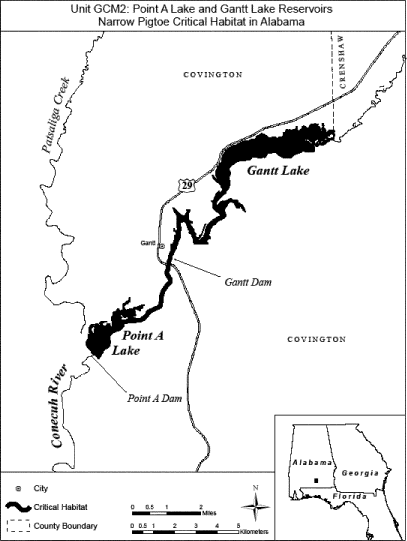 Unit GCM2: Point A Lake and Gantt Lake Reservoirs
Narrow Pigtoe Critical Habitat in Alabama
Patsaliga Creek
COVINGTON
CRENSHAW
Gantt Lake
29
Gantt
Gantt Dam
Point A
Lake
COVINGTON
Point A Dam
Conecuh River
City
Critical Habitat
County Boundary
N
0 0.5 1 2
Miles
0 0.5 1 2 3 4 5
Kilometers
Alabama
Georgia
Florida